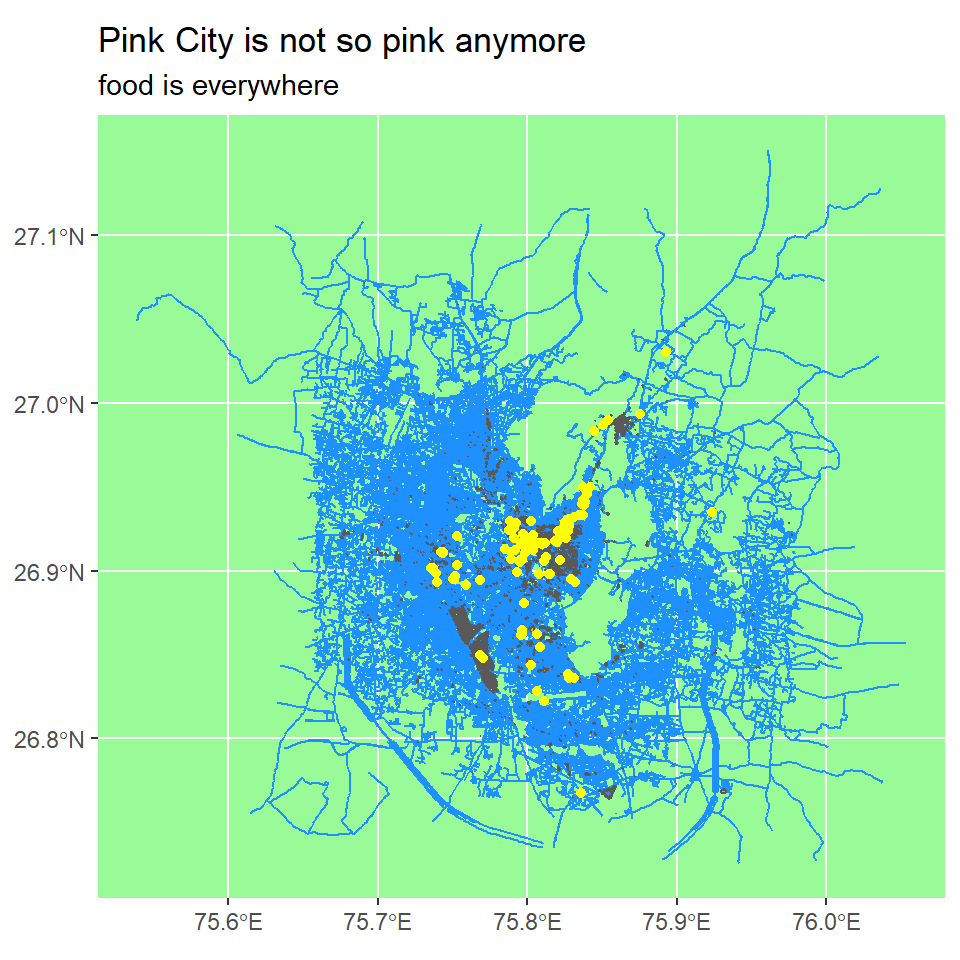 Pink City is not so pink anymore
food is everywhere
27.1°N
27.0°N
26.9°N
26.8°N
75.6°E 75.7°E 75.8°E 75.9°E 76.0°E